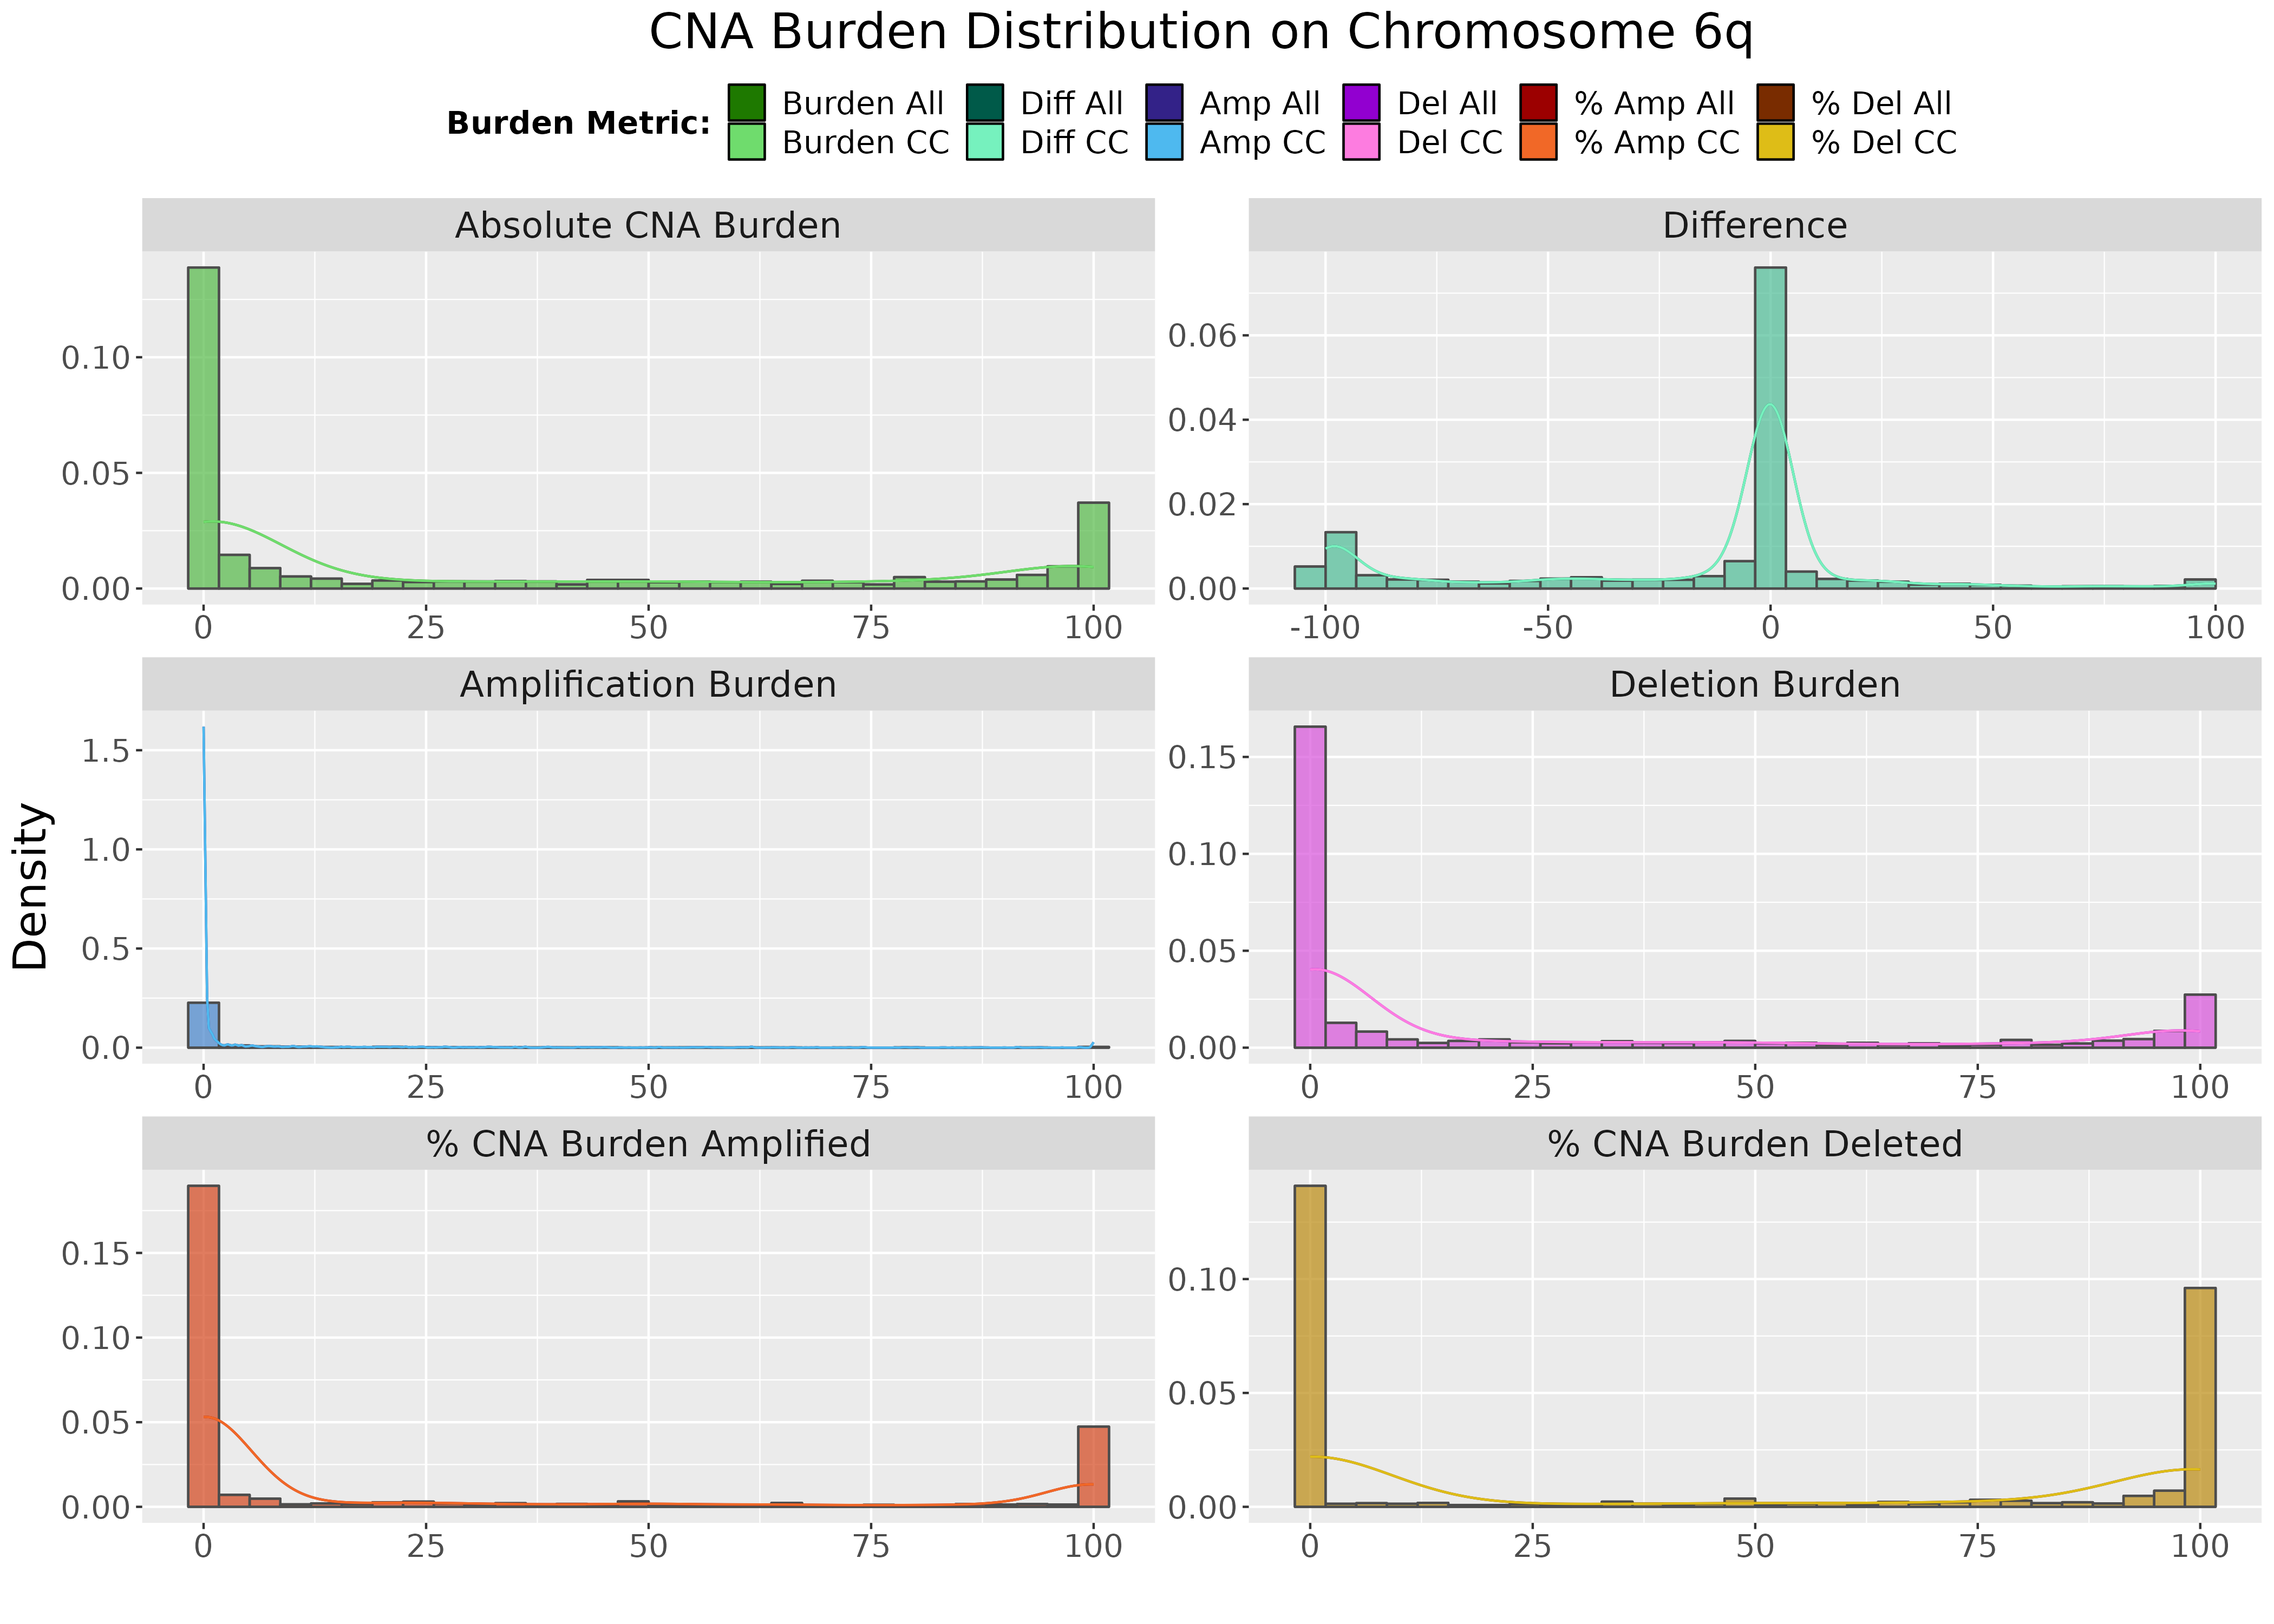 CNA Burden Distribution on Chromosome 6q
Burden Metric:
Burden All Diff All Amp All Del All % Amp All % Del All
Burden CC Diff CC Amp CC Del CC % Amp CC % Del CC
Absolute CNA Burden
0.10
0.05
0.00
0 25 50 75 100
Difference
0.06
0.04
0.02
0.00
-100 -50 0 50 100
Density
Amplification Burden
1.5
1.0
0.5
0.0
0 25 50 75 100
Deletion Burden
0.15
0.10
0.05
0.00
0 25 50 75 100
% CNA Burden Amplified
0.15
0.10
0.05
0.00
0 25 50 75 100
% CNA Burden Deleted
0.10
0.05
0.00
0 25 50 75 100